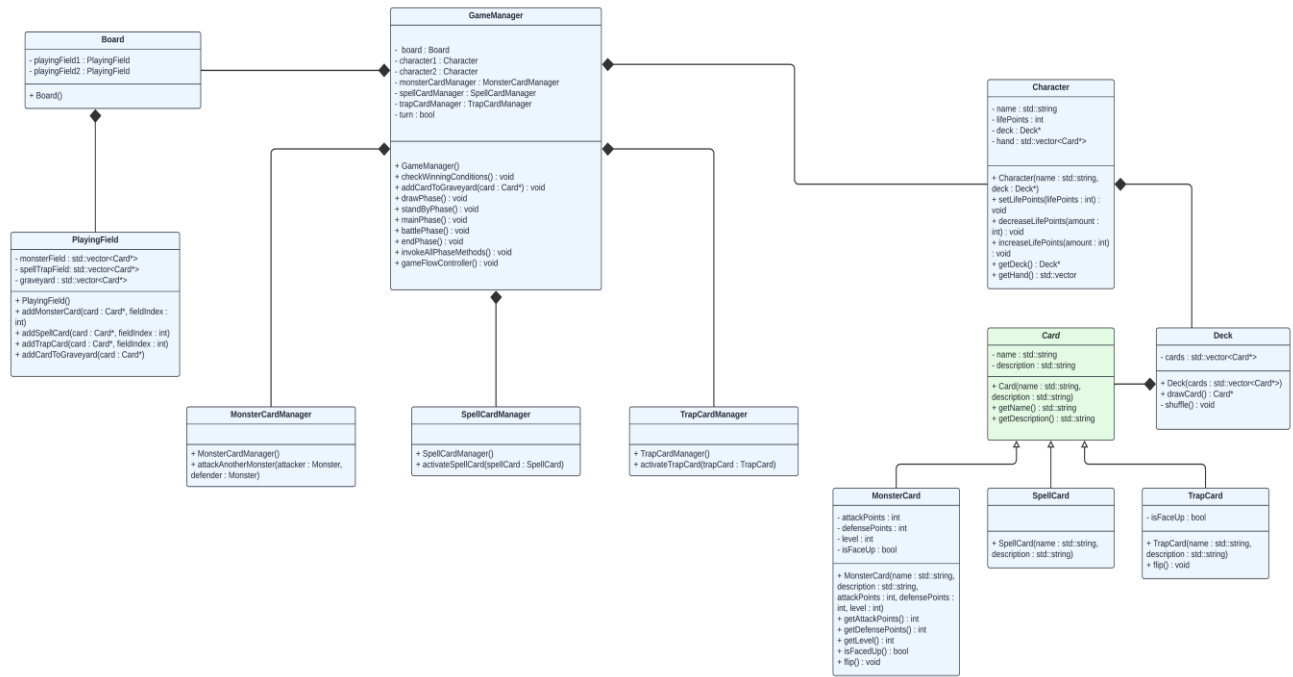 GameManager
- board : Board
- character1 : Character
- character2 : Character
- monsterCardManager : MonsterCardManager
- spellCardManager : SpellCardManager
- trapCardManager : TrapCardManager
- turn : bool
+ GameManager()
+ checkWinningConditions() : void
+ addCardToGraveyard(card : Card*) : void
+ drawPhase() : void
+ standByPhase() : void
+ mainPhase() : void
+ battlePhase() : void
+ endPhase() : void
+ invokeAllPhaseMethods() : void
+ gameFlowController() : void
Board
- playingField1 : PlayingField
- playingField2 : PlayingField
+ Board()
Character
- name : std::string
- lifePoints : int
- deck : Deck*
- hand : std::vector<Card*>
+ Character(name : std::string,
deck : Deck*)
+ setLifePoints(lifePoints : int) :
void
+ decreaseLifePoints(amount :
int) : void
+ increaseLifePoints(amount : int)
: void
+ getDeck() : Deck*
+ getHand() : std::vector
PlayingField
- monsterField : std::vector<Card*>
- spellTrapField: std::vector<Card*>
- graveyard : std::vector<Card*>
+ PlayingField()
+ addMonsterCard(card : Card*, fieldIndex :
int)
+ addSpellCard(card : Card*, fieldIndex : int)
+ addTrapCard(card : Card*, fieldIndex : int)
+ addCardToGraveyard(card : Card*)
Card
- name : std::string
- description : std::string
+ Card(name : std::string,
description : std::string)
+ getName() : std::string
+ getDescription() : std::string
Deck
- cards : std::vector<Card*>
+ Deck(cards : std::vector<Card*>)
+ drawCard() : Card*
- shuffle() : void
MonsterCardManager
+ MonsterCardManager()
+ attackAnotherMonster(attacker : Monster,
defender : Monster)
SpellCardManager
+ SpellCardManager()
+ activateSpellCard(spellCard : SpellCard)
TrapCardManager
+ TrapCardManager()
+ activateTrapCard(trapCard : TrapCard)
MonsterCard
- attackPoints : int
- defensePoints : int
- level : int
- isFaceUp : bool
+ MonsterCard(name : std::string,
description : std::string,
attackPoints : int, defensePoints :
int, level : int)
+ getAttackPoints() : int
+ getDefensePoints() : int
+ getLevel() : int
+ isFacedUp() : bool
+ flip() : void
SpellCard
+ SpellCard(name : std::string,
description : std::string)
TrapCard
- isFaceUp : bool
+ TrapCard(name : std::string,
description : std::string)
+ flip() : void